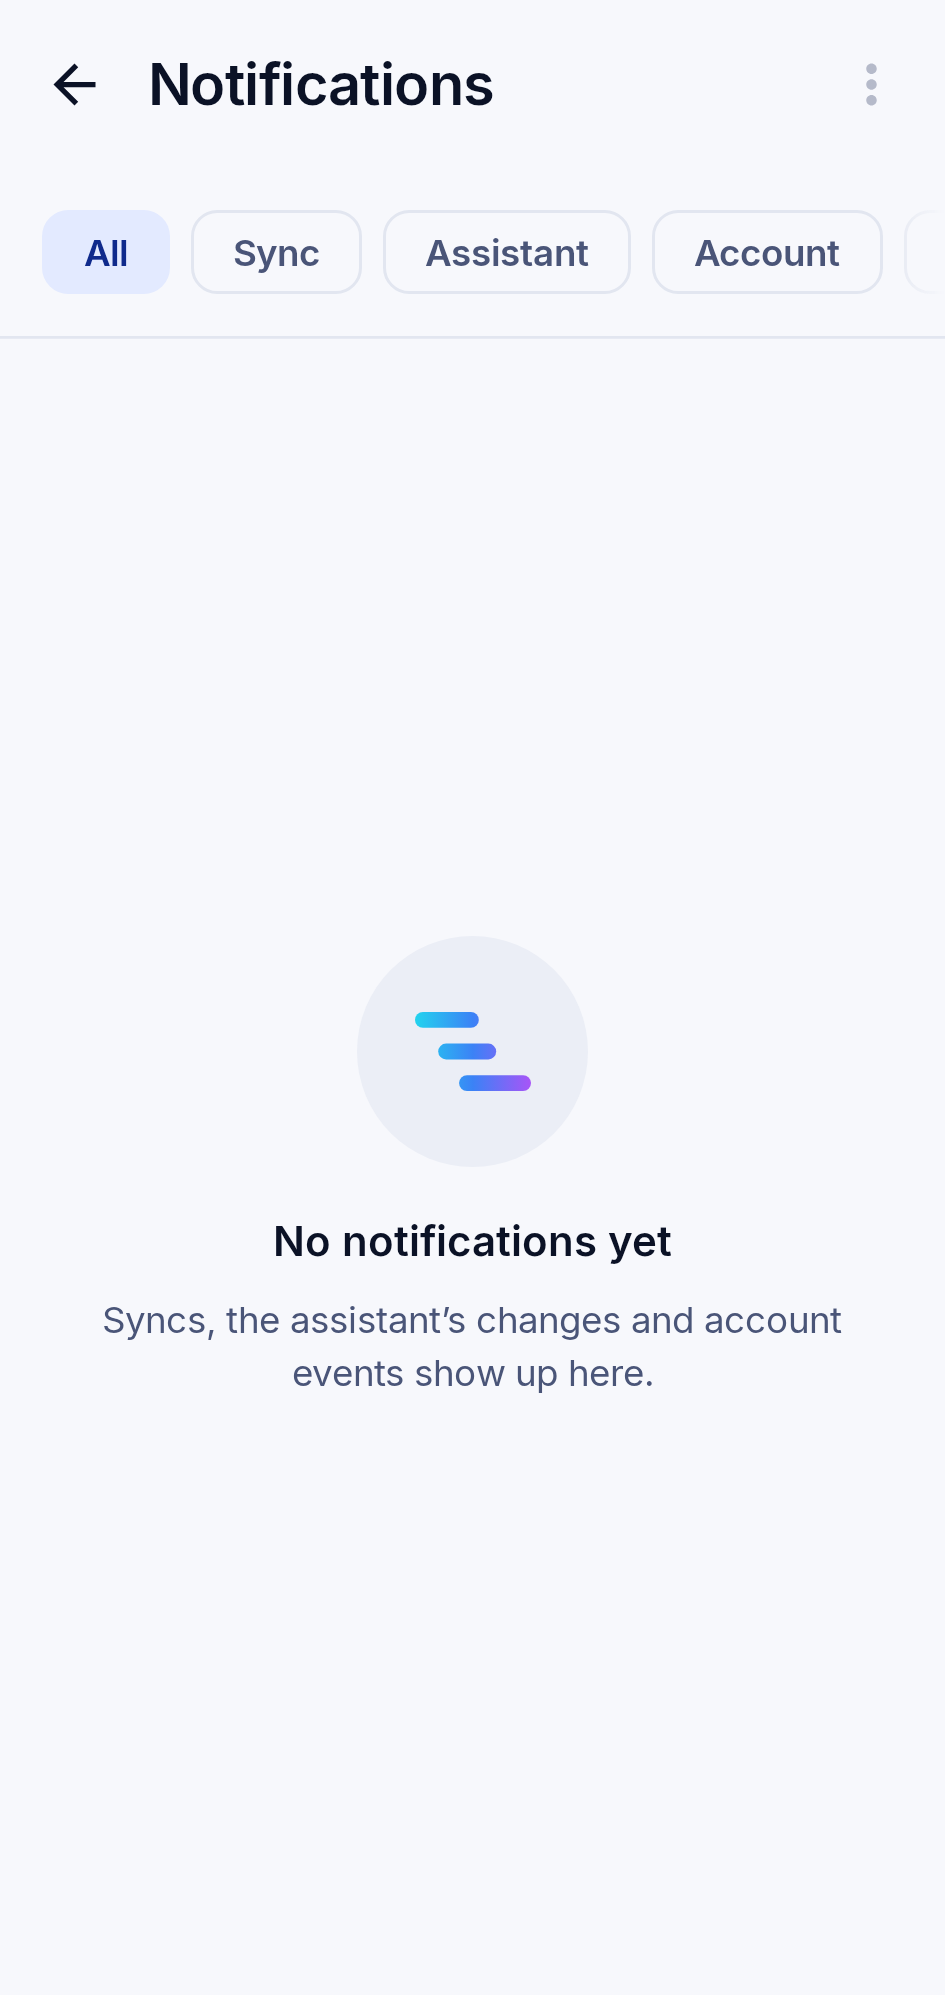 Notifications
All
Sync
Assistant
Account
No notifications yet
Syncs, the assistant’s changes and account
events show up here.